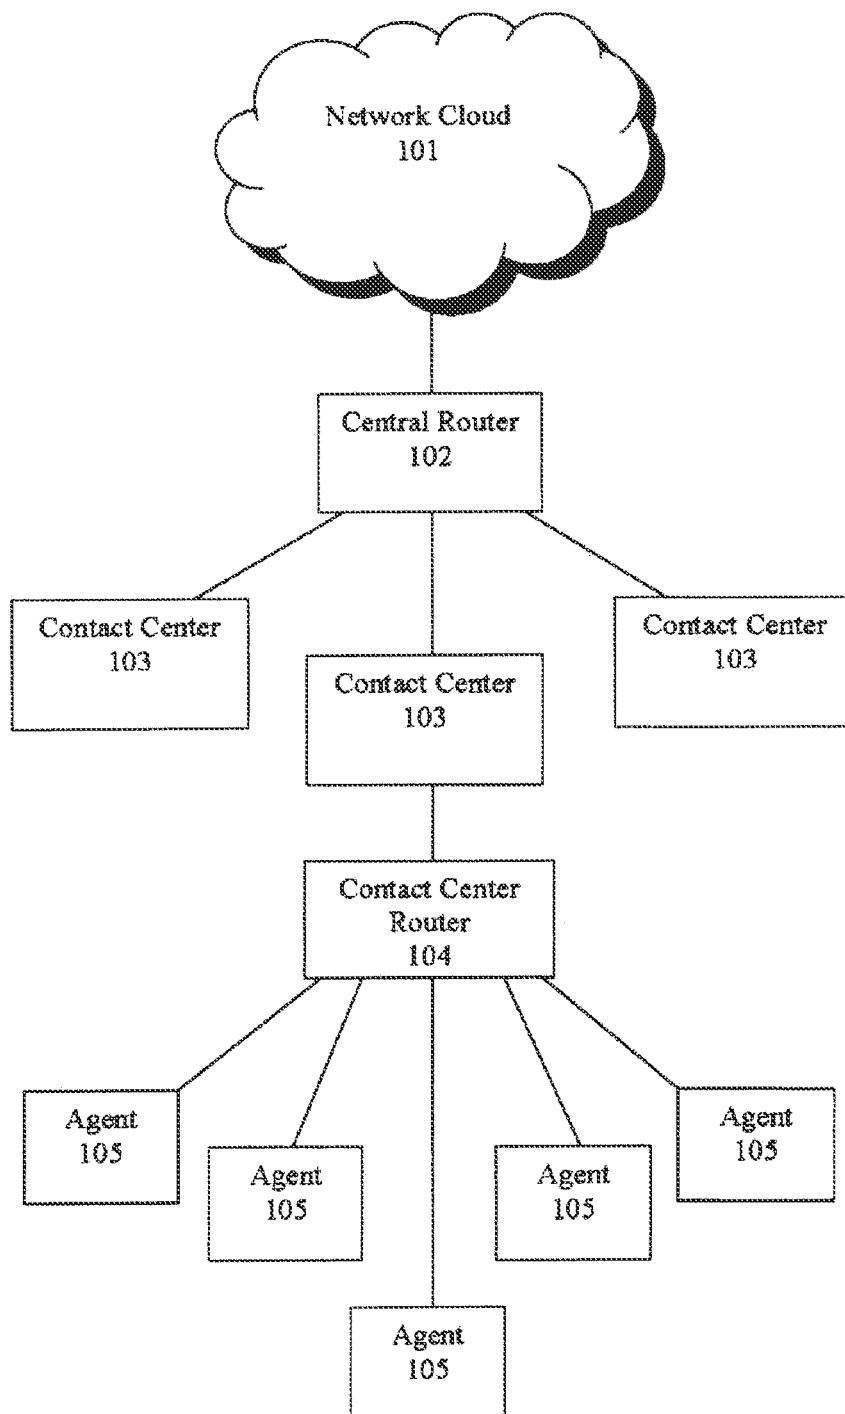 Network Cloud
101
Central Router
102
Contact Center
103
Contact Center
103
Contact Center
103
Contact Center
Router
104
Agent
105
Agent
105
Agent
105
Agent
105
Agent
105